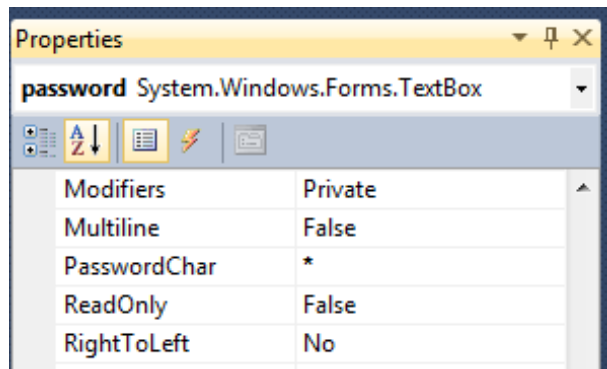 Properties
password System.Windows.Forms.TextBox
Modifiers Private
Multiline False
PasswordChar *
ReadOnly False
RightToLeft No